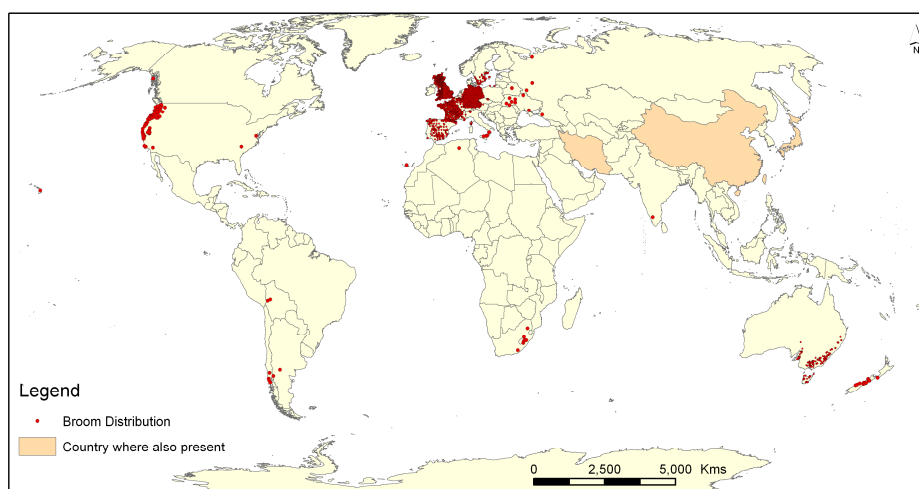 N
Legend
Broom Distribution
Country where also present
0 2,500 5,000 Kms